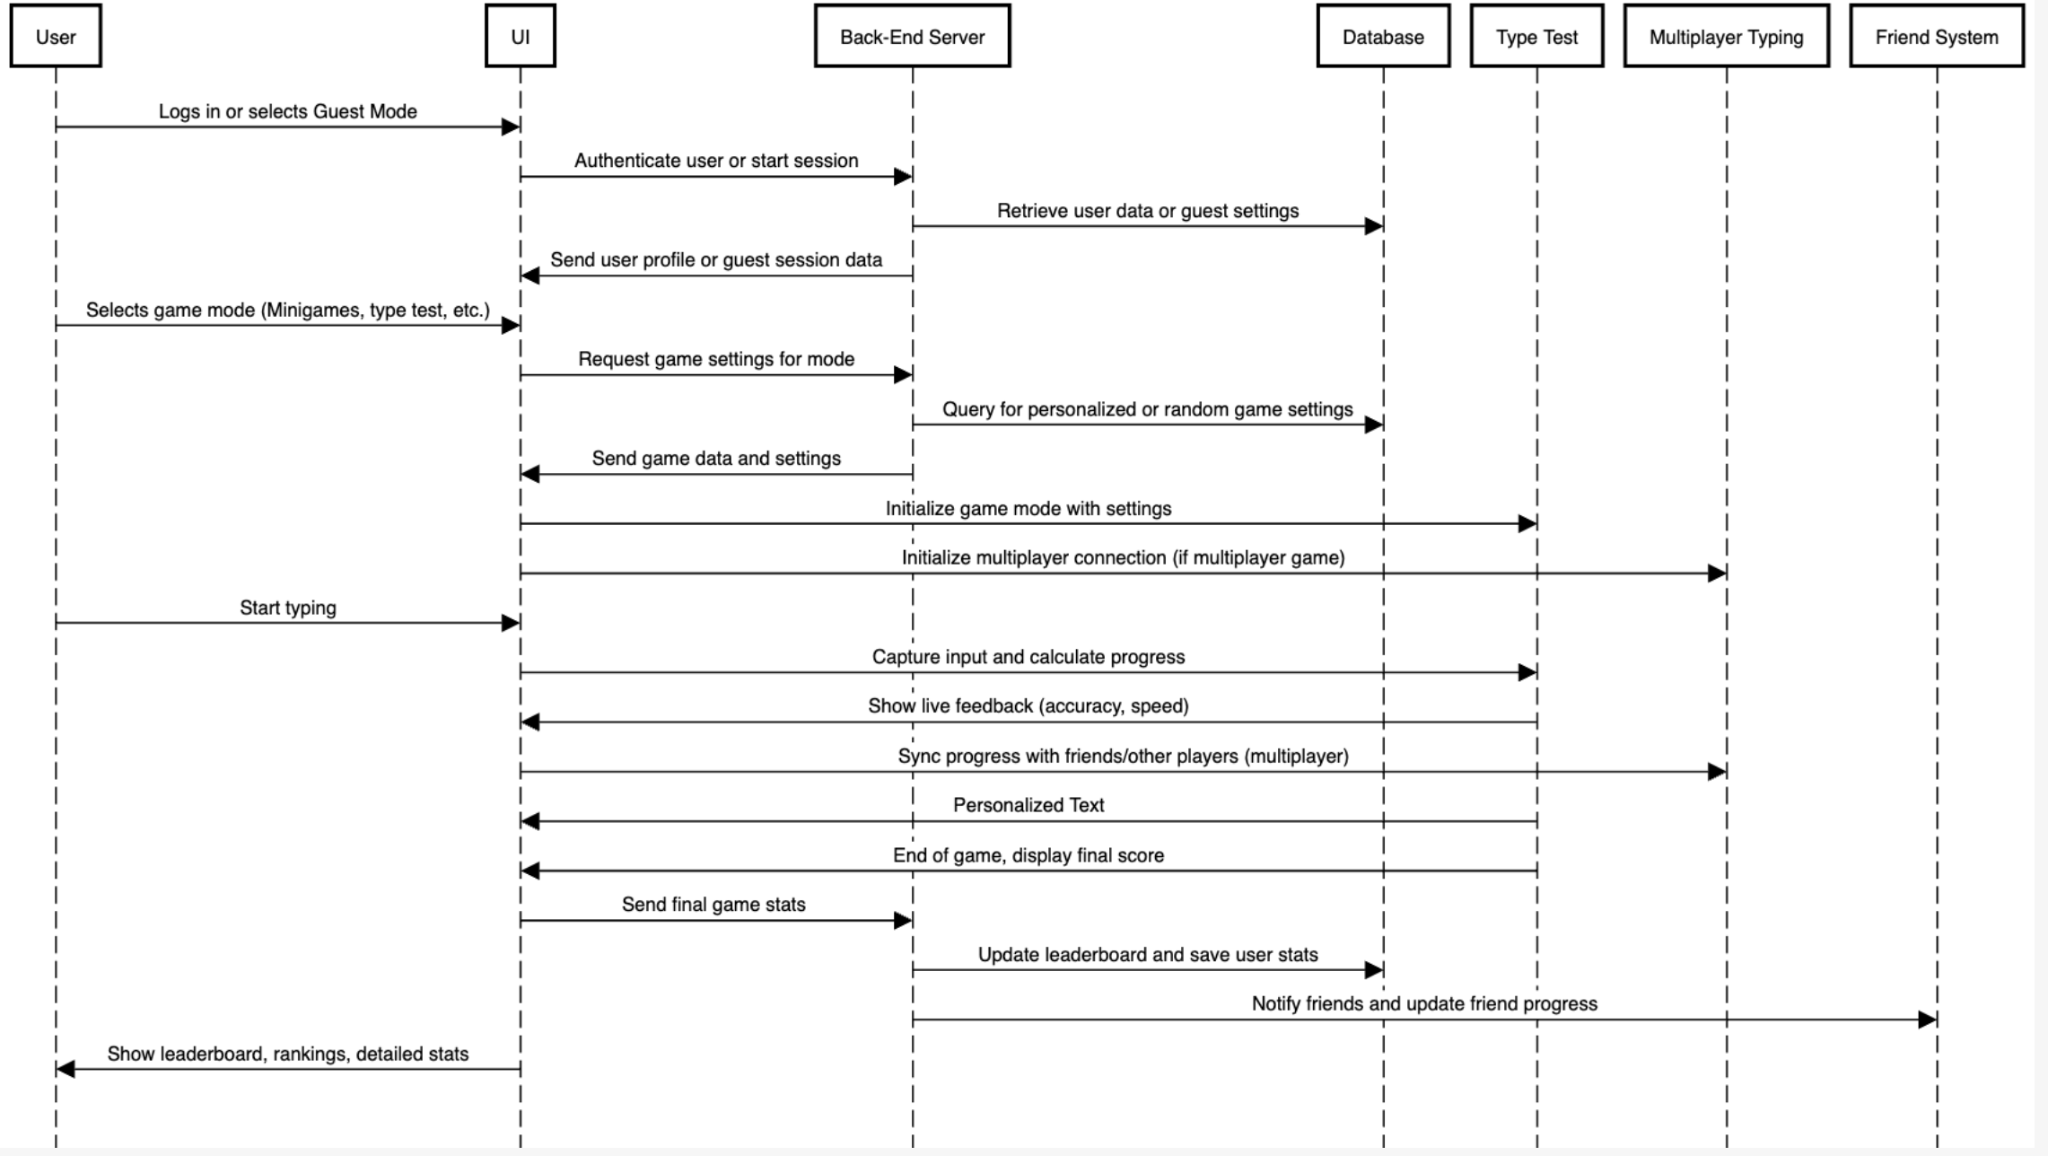 User
UI
Back-End Server
Database
Type Test
Multiplayer Typing
Friend System
Logs in or selects Guest Mode
Authenticate user or start session
Retrieve user data or guest settings
Send user profile or guest session data
Selects game mode (Minigames, type test, etc.)
Request game settings for mode
Query for personalized or random game settings
Send game data and settings
Initialize game mode with settings
Initialize multiplayer connection (if multiplayer game)
Start typing
Capture input and calculate progress
Show live feedback (accuracy, speed)
Sync progress with friends/other players (multiplayer)
Personalized Text
End of game, display final score
Send final game stats
Update leaderboard and save user stats
Notify friends and update friend progress
Show leaderboard, rankings, detailed stats